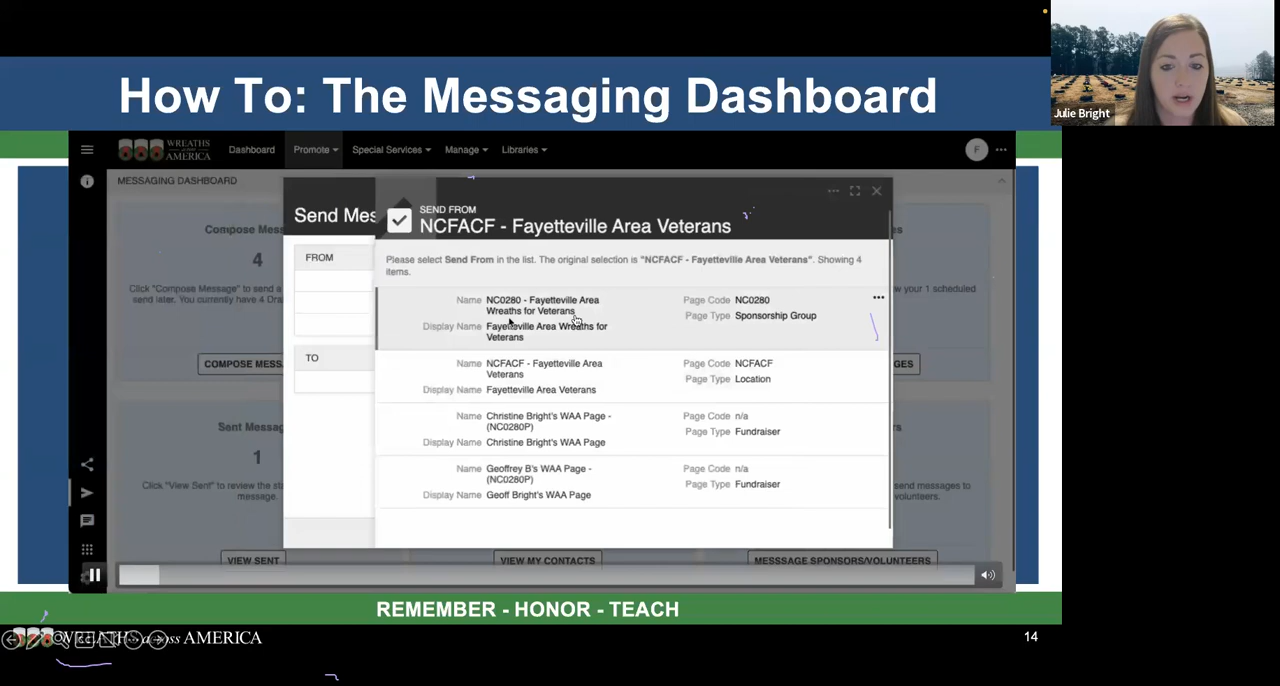 How To: The Messaging Dashboard
Julie Bright
WREATHS
across
AMERICA
Dashboard
Promote
Special Services
Manage
Libraries
F
MESSAGING DASHBOARD
Compose Mess
4
Click "Compose Message" to send a
send later. You currently have 4 Dra
COMPOSE MESSA
Sent Messag
1
Click "View Sent" to review the sta
message.
VIEW SENT
Send Mes
FROM
TO
SEND FROM
NCFACF - Fayetteville Area Veterans
Please select Send From in the list. The original selection is "NCFACF - Fayetteville Area Veterans". Showing 4
items.
Name NC0280 - Fayetteville Area
Wreaths for Veterans
Display Name Fayetteville Area Wreaths for
Veterans
Page Code NC0280
Page Type Sponsorship Group
Name NCFACF - Fayetteville Area
Veterans
Display Name Fayetteville Area Veterans
Page Code NCFACF
Page Type Location
Name Christine Bright's WAA Page -
(NC0280P)
Display Name Christine Bright's WAA Page
Page Code n/a
Page Type Fundraiser
Name Geoffrey B's WAA Page -
(NC0280P)
Display Name Geoff Bright's WAA Page
Page Code n/a
Page Type Fundraiser
es
w your 1 scheduled
GES
rs
send messages to
volunteers.
VIEW MY CONTACTS
MESSSAGE SPONSORS/VOLUNTEERS
REMEMBER - HONOR - TEACH
WREATHS across AMERICA
14